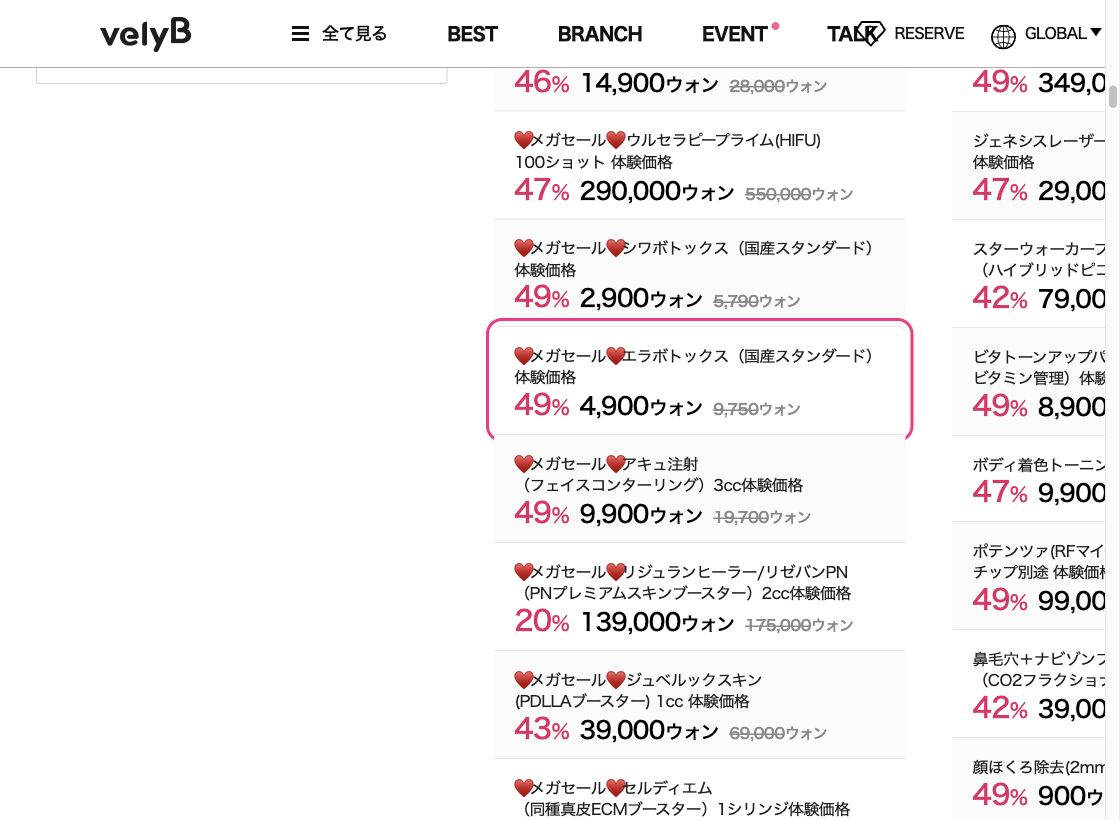 velyB
全て見る
BEST
BRANCH
EVENT
TALK
RESERVE
GLOBAL▼
46% 14,900ウォン 28,000ウォン
❤️メガセール❤️ウルセラピープライム(HIFU)
100ショット 体験価格
47% 290,000ウォン 550,000ウォン
❤️メガセール❤️シワボトックス（国産スタンダード）
体験価格
49% 2,900ウォン 5,790ウォン
❤️メガセール❤️エラボトックス（国産スタンダード）
体験価格
49% 4,900ウォン 9,750ウォン
❤️メガセール❤️アキュ注射
（フェイスコンターリング）3cc体験価格
49% 9,900ウォン 19,700ウォン
❤️メガセール❤️リジュランヒーラー/リゼバンPN
（PNプレミアムスキンブースター）2cc体験価格
20% 139,000ウォン 175,000ウォン
❤️メガセール❤️ジュベルックスキン
(PDLLAブースター) 1cc 体験価格
43% 39,000ウォン 69,000ウォン
❤️メガセール❤️セルディエム
（同種真皮ECMブースター）1シリンジ体験価格
49% 349,0
ジェネシスレーザー
体験価格
47% 29,00
スターウォーカーフ
（ハイブリッドピコ
42% 79,00
ビタトーンアップパ
ビタミン管理）体験
49% 8,900
ボディ着色トーニン
47% 9,900
ポテンツァ(RFマイ
チップ別途 体験価格
49% 99,00
鼻毛穴＋ナビゾンフ
（CO2フラクショナ
42% 39,00
顔ほくろ除去(2mm
49% 900ウ